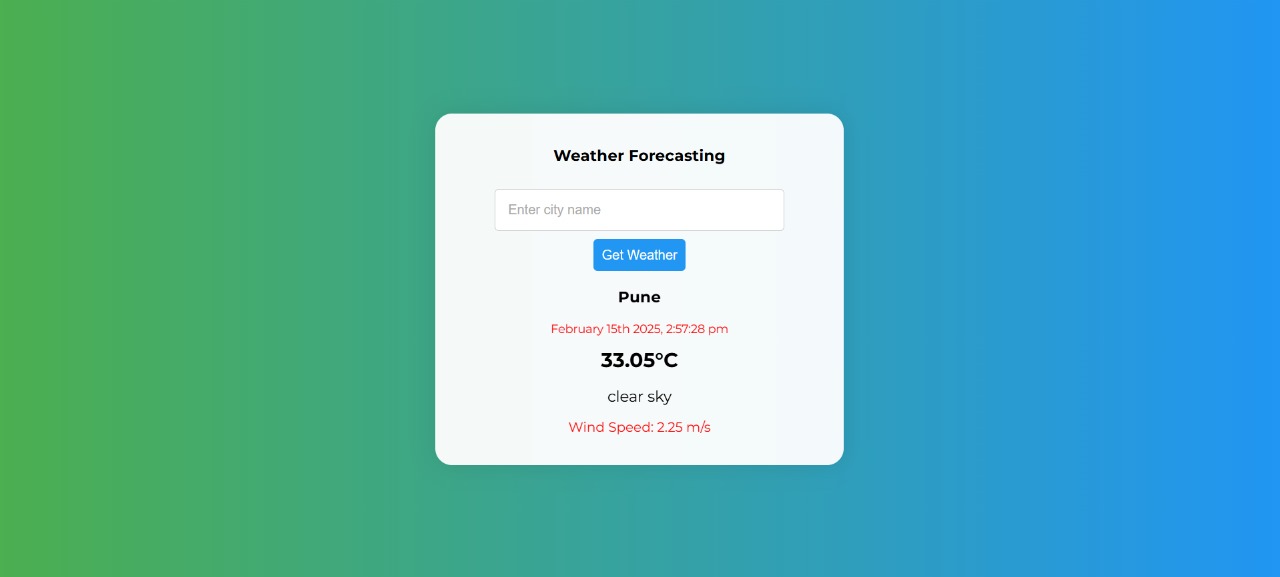 Weather Forecasting
Enter city name
Get Weather
Pune
February 15th 2025, 2:57:28 pm
33.05°C
clear sky
Wind Speed: 2.25 m/s